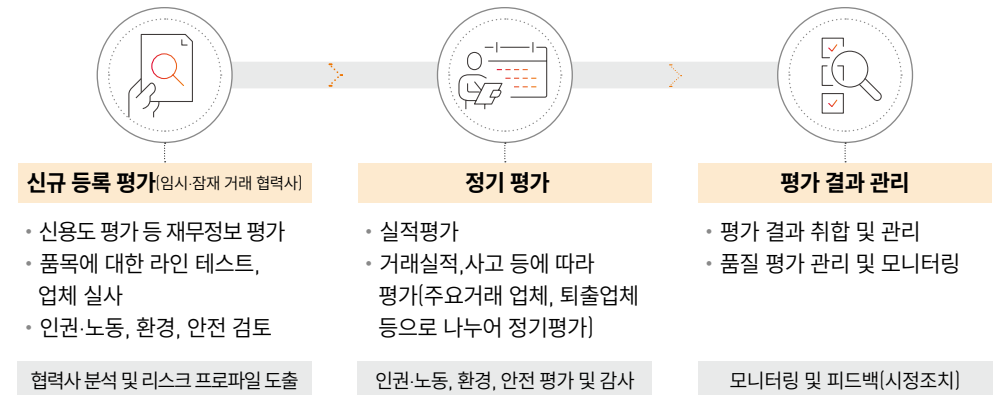 신규 등록 평가(임시·잠재 거래 협력사)
• 신용도 평가 등 재무정보 평가
• 품목에 대한 라인 테스트,
업체 실사
• 인권·노동, 환경, 안전 검토
협력사 분석 및 리스크 프로파일 도출
정기 평가
• 실적평가
• 거래실적,사고 등에 따라
평가(주요거래 업체, 퇴출업체
등으로 나누어 정기평가)
인권·노동, 환경, 안전 평가 및 감사
평가 결과 관리
• 평가 결과 취합 및 관리
• 품질 평가 관리 및 모니터링
모니터링 및 피드백(시정조치)